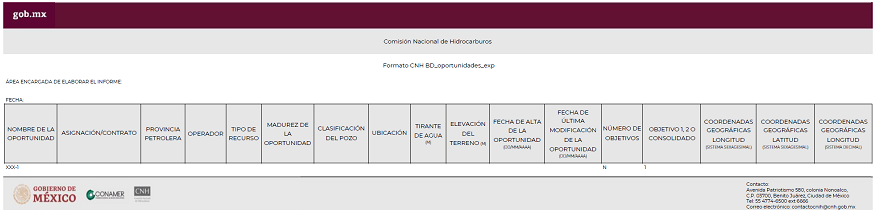 gob.mx
Comisión Nacional de Hidrocarburos
Formato CNH BD_oportunidades_exp
ÁREA ENCARGADA DE ELABORAR EL INFORME:
FECHA:
NOMBRE DE LA
OPORTUNIDAD
ASIGNACIÓN/CONTRATO
PROVINCIA
PETROLERA
OPERADOR
TIPO DE
RECURSO
MADUREZ DE
LA
OPORTUNIDAD
CLASIFICACIÓN
DEL POZO
UBICACIÓN
TIRANTE
DE AGUA
(M)
ELEVACIÓN
DEL
TERRENO (M)
FECHA DE ALTA
DE LA
OPORTUNIDAD
(DD/MM/AAAA)
FECHA DE
ÚLTIMA
MODIFICACIÓN
DE LA
OPORTUNIDAD
(DD/MM/AAAA)
NÚMERO DE
OBJETIVOS
OBJETIVO 1, 2 O
CONSOLIDADO
COORDENADAS
GEOGRÁFICAS
LONGITUD
(SISTEMA SEXAGESIMAL)
COORDENADAS
GEOGRÁFICAS
LATITUD
(SISTEMA SEXAGESIMAL)
COORDENADAS
GEOGRÁFICAS
LONGITUD
(SISTEMA DECIMAL)
XXX-1
N
1
GOBIERNO DE
MÉXICO
CONAMER
CNH
Contacto:
Avenida Patriotismo 580, colonia Nonoalco,
C.P. 03700, Benito Juárez, Ciudad de México
Tel: 55 4774-6500 ext 6666
Correo electrónico: contactocnih@cnh.gob.mx